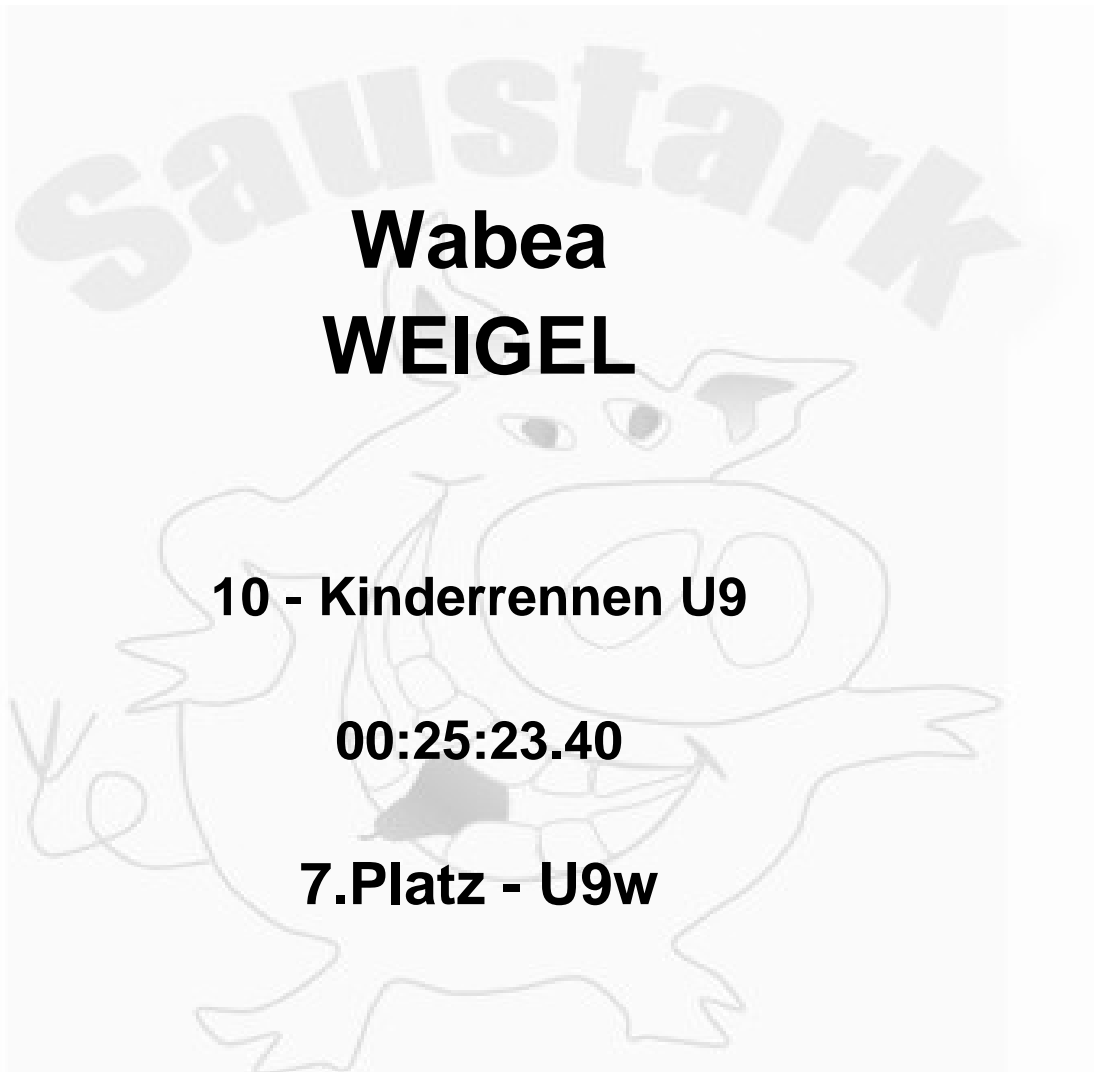 Saustark
Wabea
WEIGEL
10 - Kinderrennen U9
00:25:23.40
7.Platz - U9w